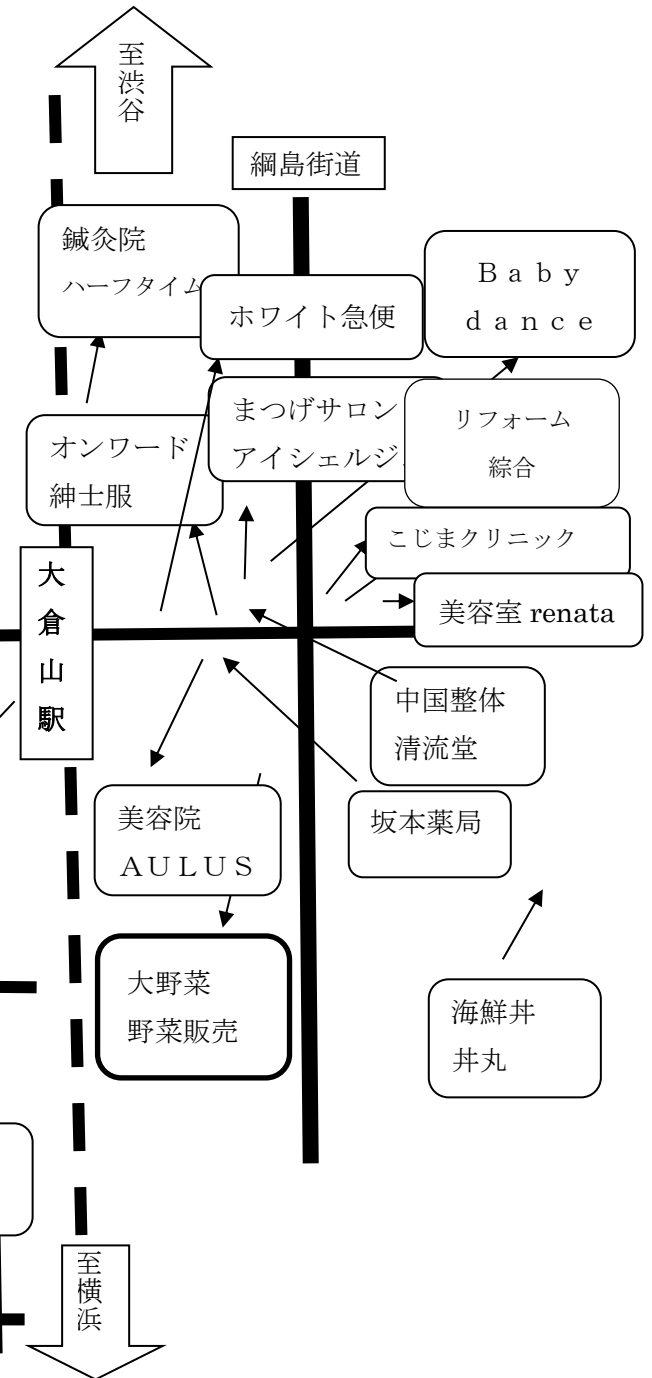 至渋谷
綱島街道
鍼灸院
ハーフタイム
ホワイト急便
Ｂａｂｙ
ｄａｎｃｅ
まつげサロン
アイシェルジ
リフォーム
綜合
オンワード
紳士服
こじまクリニック
大倉山駅
美容室 renata
中国整体
清流堂
美容院
ＡＵＬＵＳ
坂本薬局
大野菜
野菜販売
海鮮丼
丼丸
至横浜